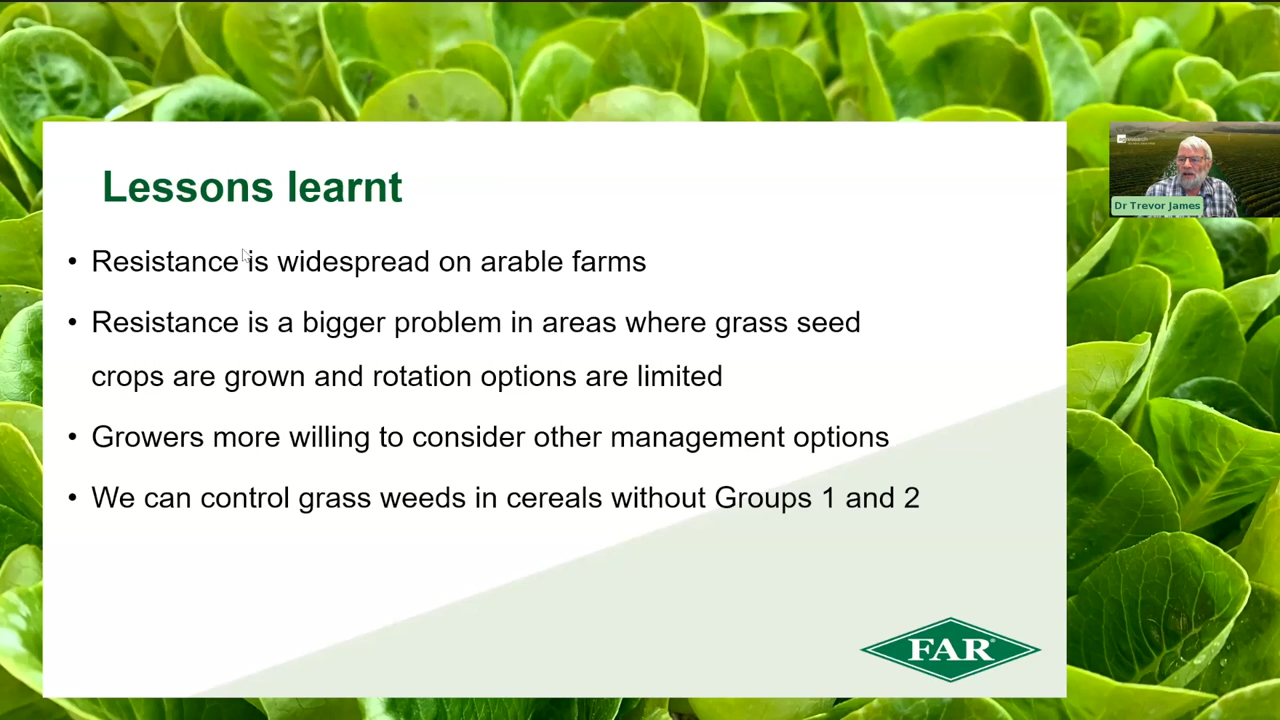 Lessons learnt
• Resistance is widespread on arable farms
• Resistance is a bigger problem in areas where grass seed
crops are grown and rotation options are limited
• Growers more willing to consider other management options
• We can control grass weeds in cereals without Groups 1 and 2
FAR
Dr Trevor James